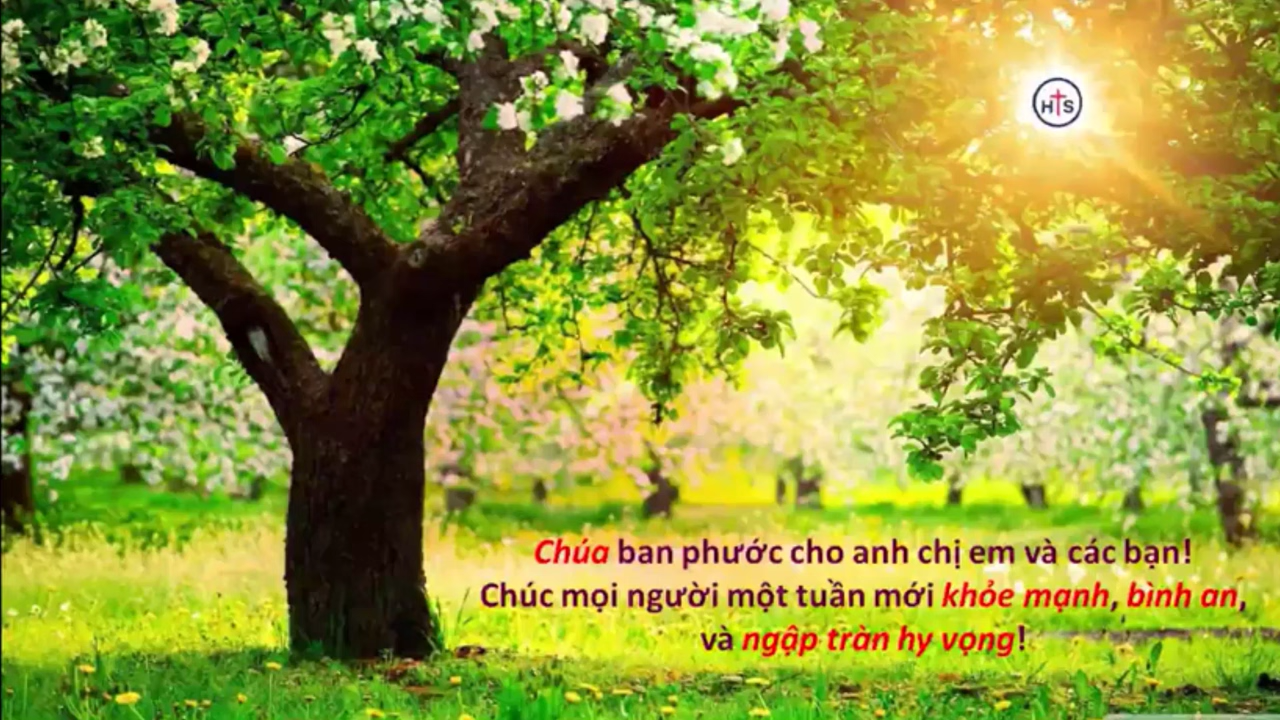 HTS
Chúa ban phước cho anh chị em và các bạn!
Chúc mọi người một tuần mới khỏe mạnh, bình an,
và ngập tràn hy vọng!